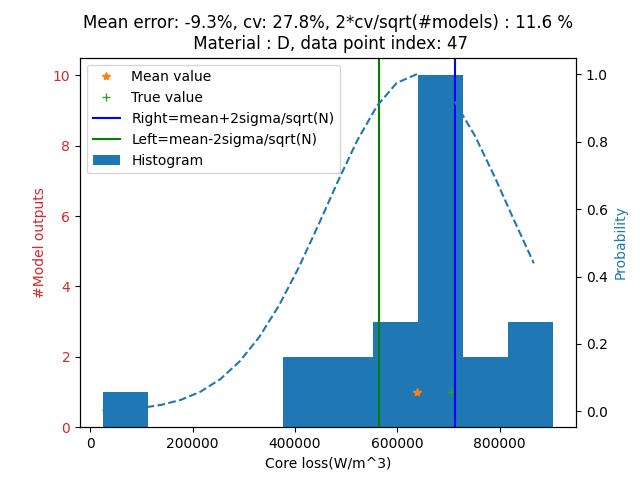 Mean error: -9.3%, cv: 27.8%, 2*cv/sqrt(#models) : 11.6 %
Material : D, data point index: 47
Mean value
True value
Right=mean+2sigma/sqrt(N)
Left=mean-2sigma/sqrt(N)
Histogram
#Model outputs
10
8
6
4
2
0
0
200000
400000
600000
800000
Core loss(W/m^3)
1.0
0.8
0.6
0.4
0.2
0.0
Probability